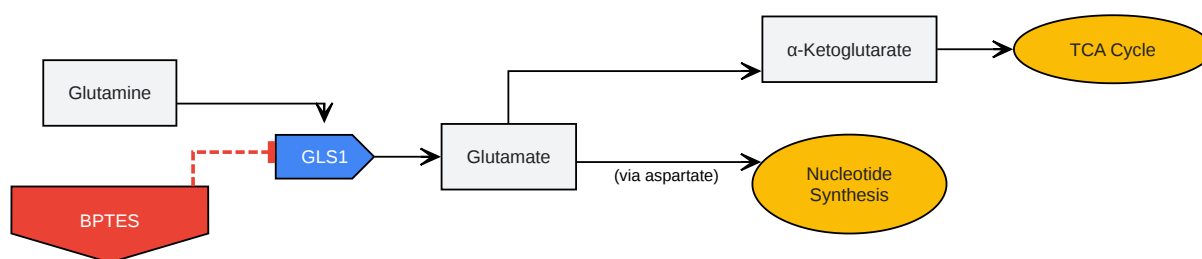 α-Ketoglutarate
TCA Cycle
Glutamine
GLS1
Glutamate
(via aspartate)
Nucleotide
Synthesis
BPTES